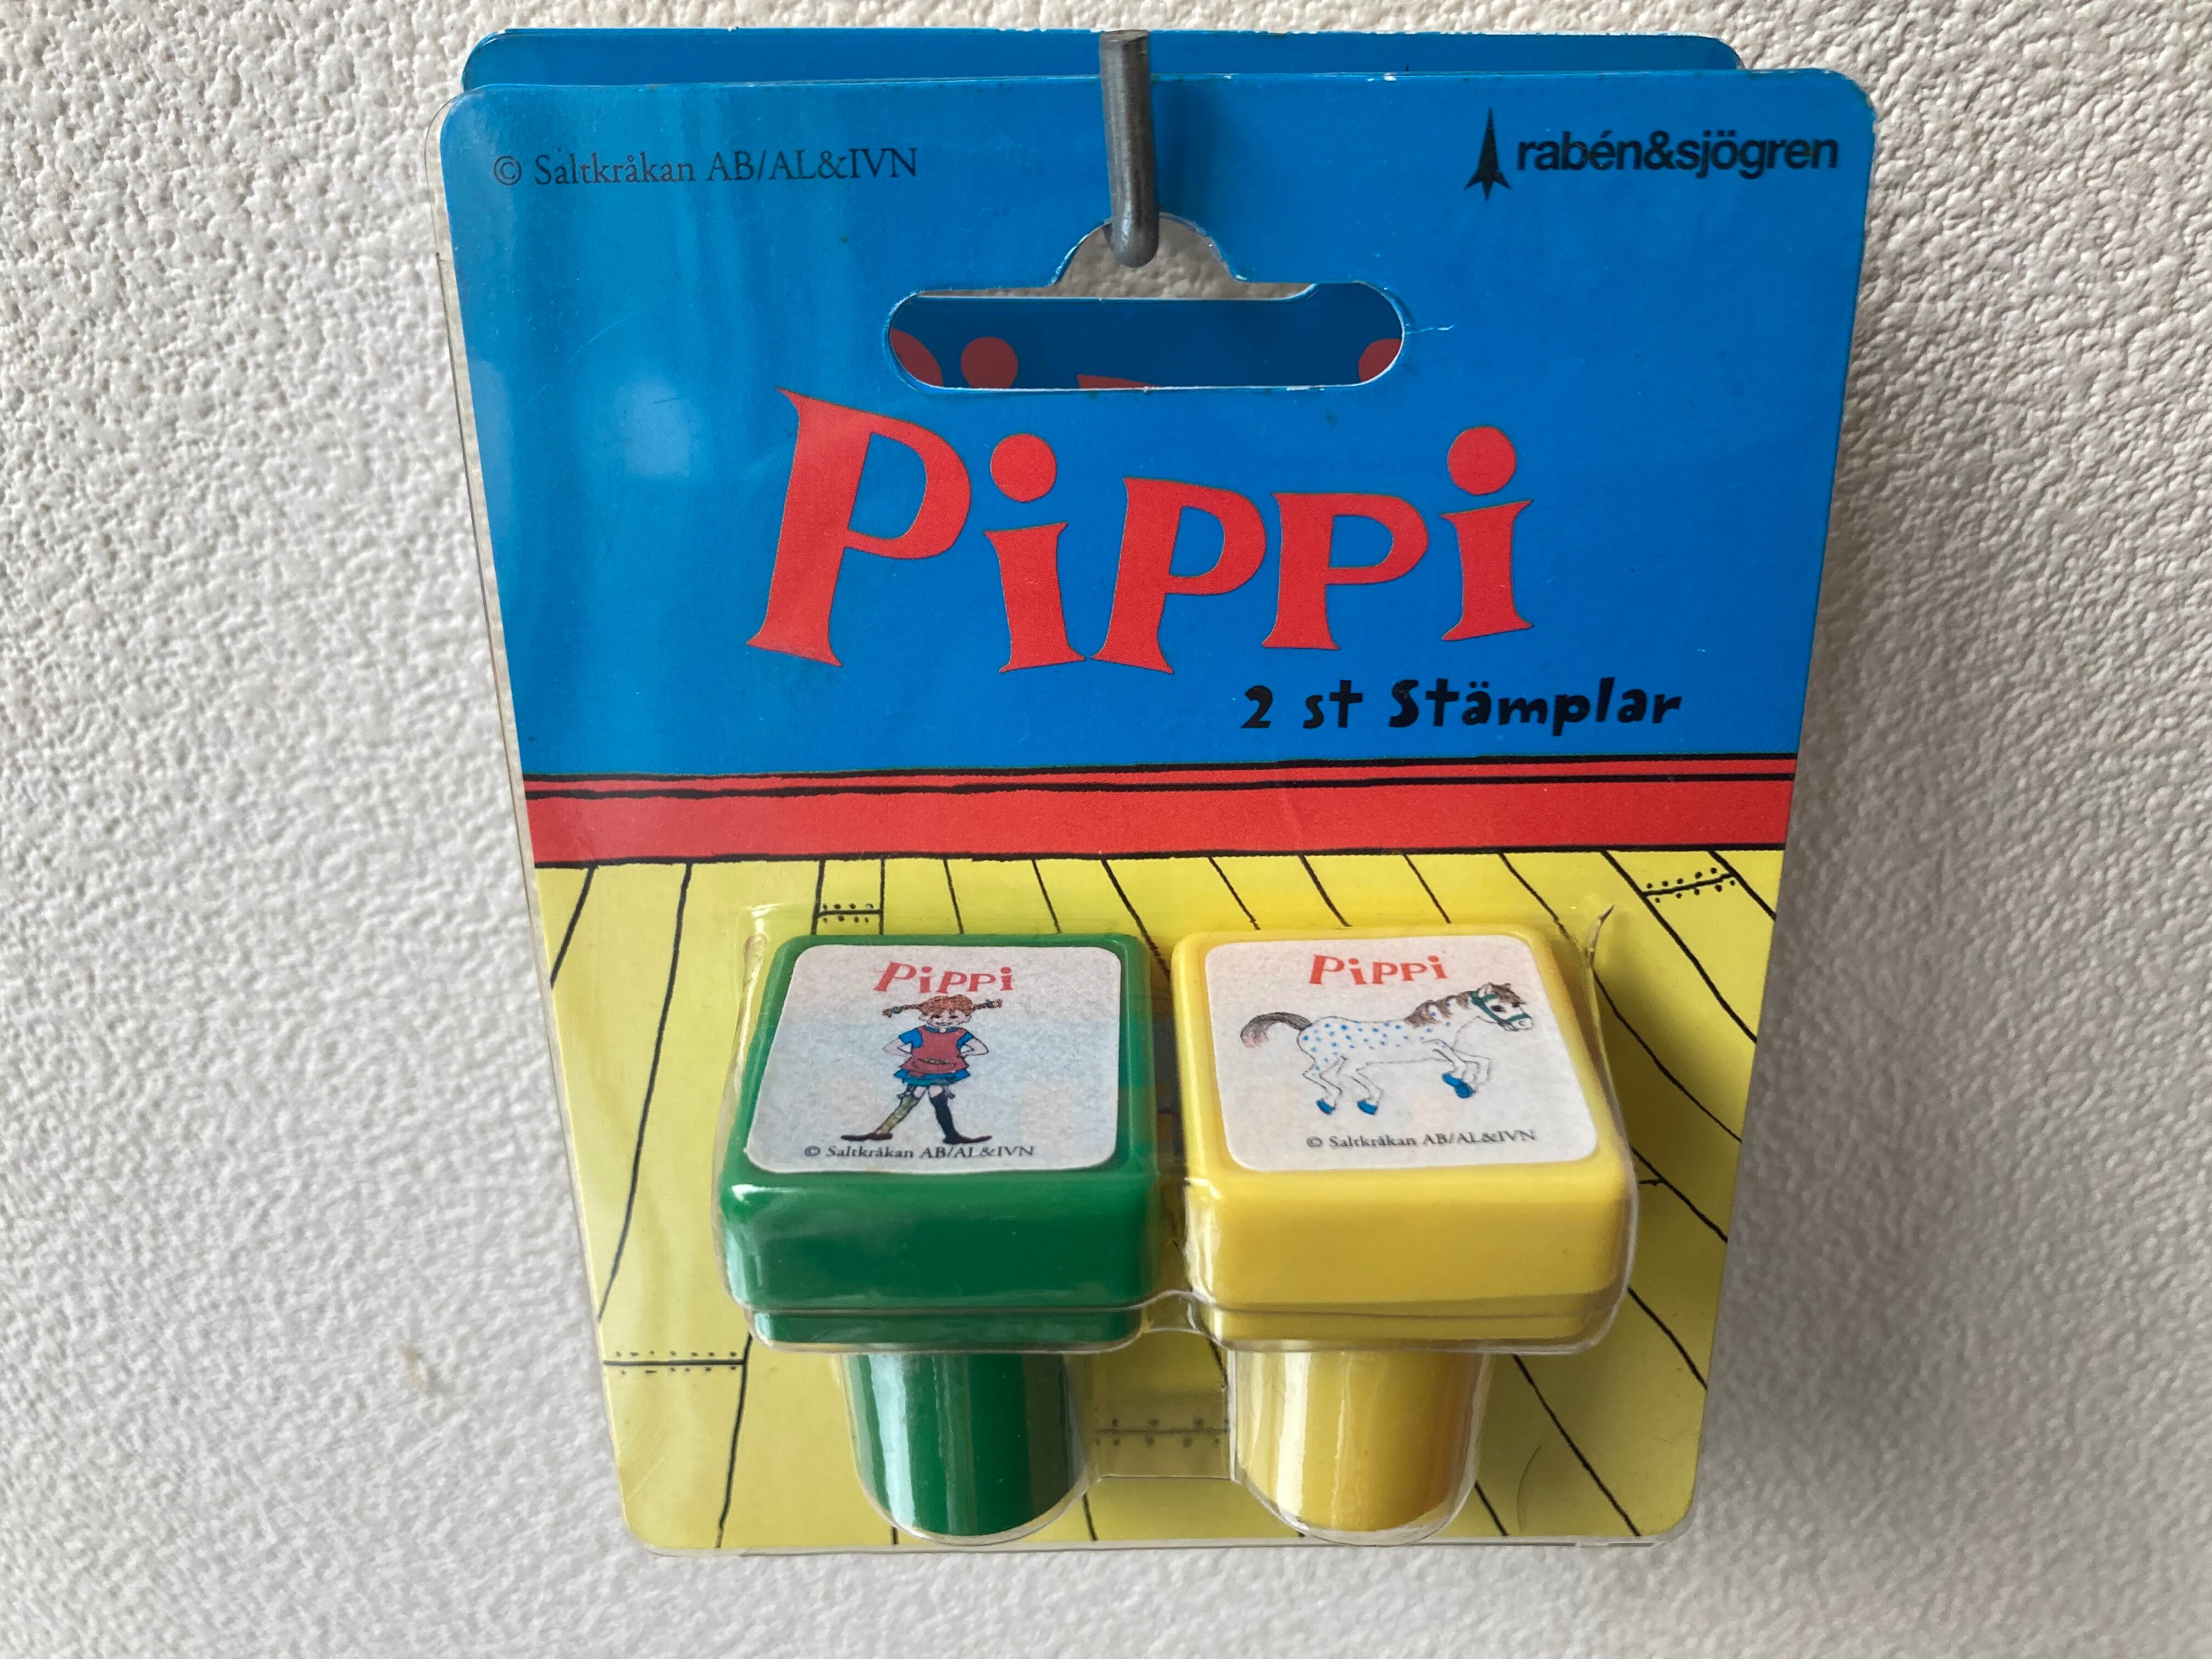 © Saltkråkan AB/AL&IVN
rabén&sjögren
Pippi
2 st Stämplar
Pippi
© Saltkråkan AB/AL&IVN
Pippi
© Saltkråkan AB/AL&IVN